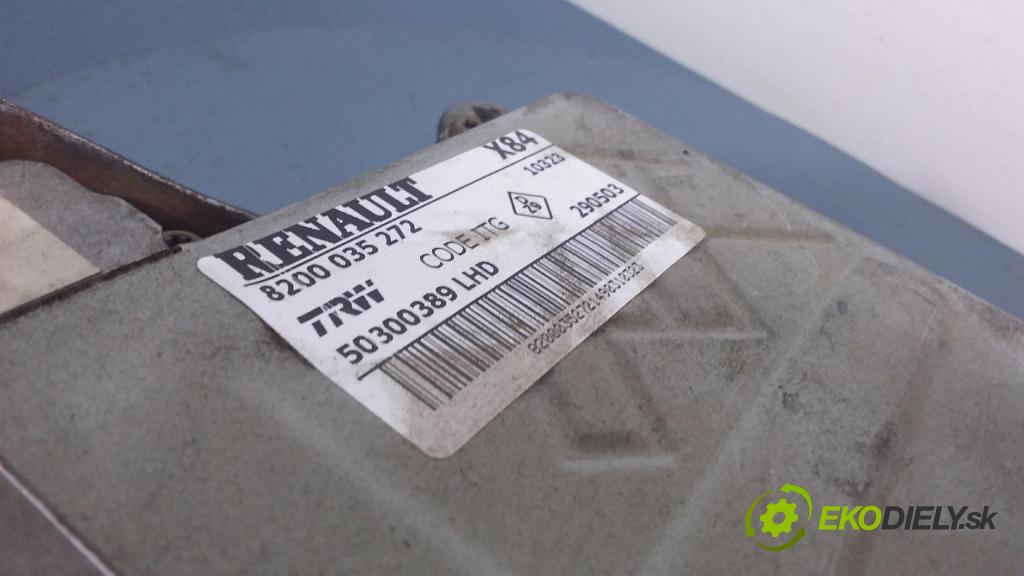 RENAULT X84
8200 035 272 10323
TRW CODE ITG
50300389 LHD 290503
EKODIELY.sk